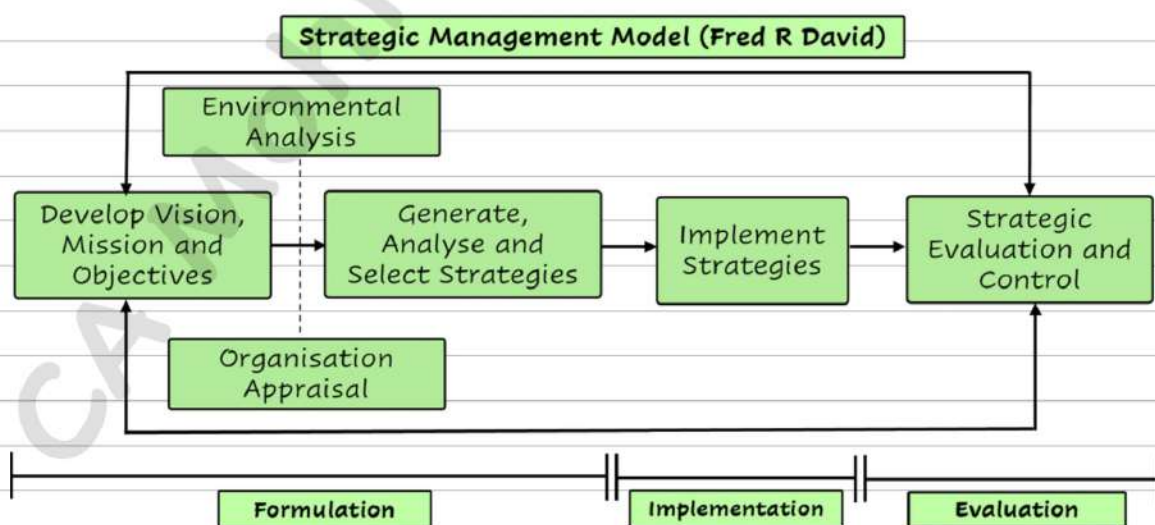 Strategic Management Model (Fred R David)
Environmental
Analysis
Develop Vision,
Mission and
Objectives
Generate,
Analyse and
Select Strategies
Implement
Strategies
Strategic
Evaluation and
Control
Organisation
Appraisal
Formulation
Implementation
Evaluation
CA